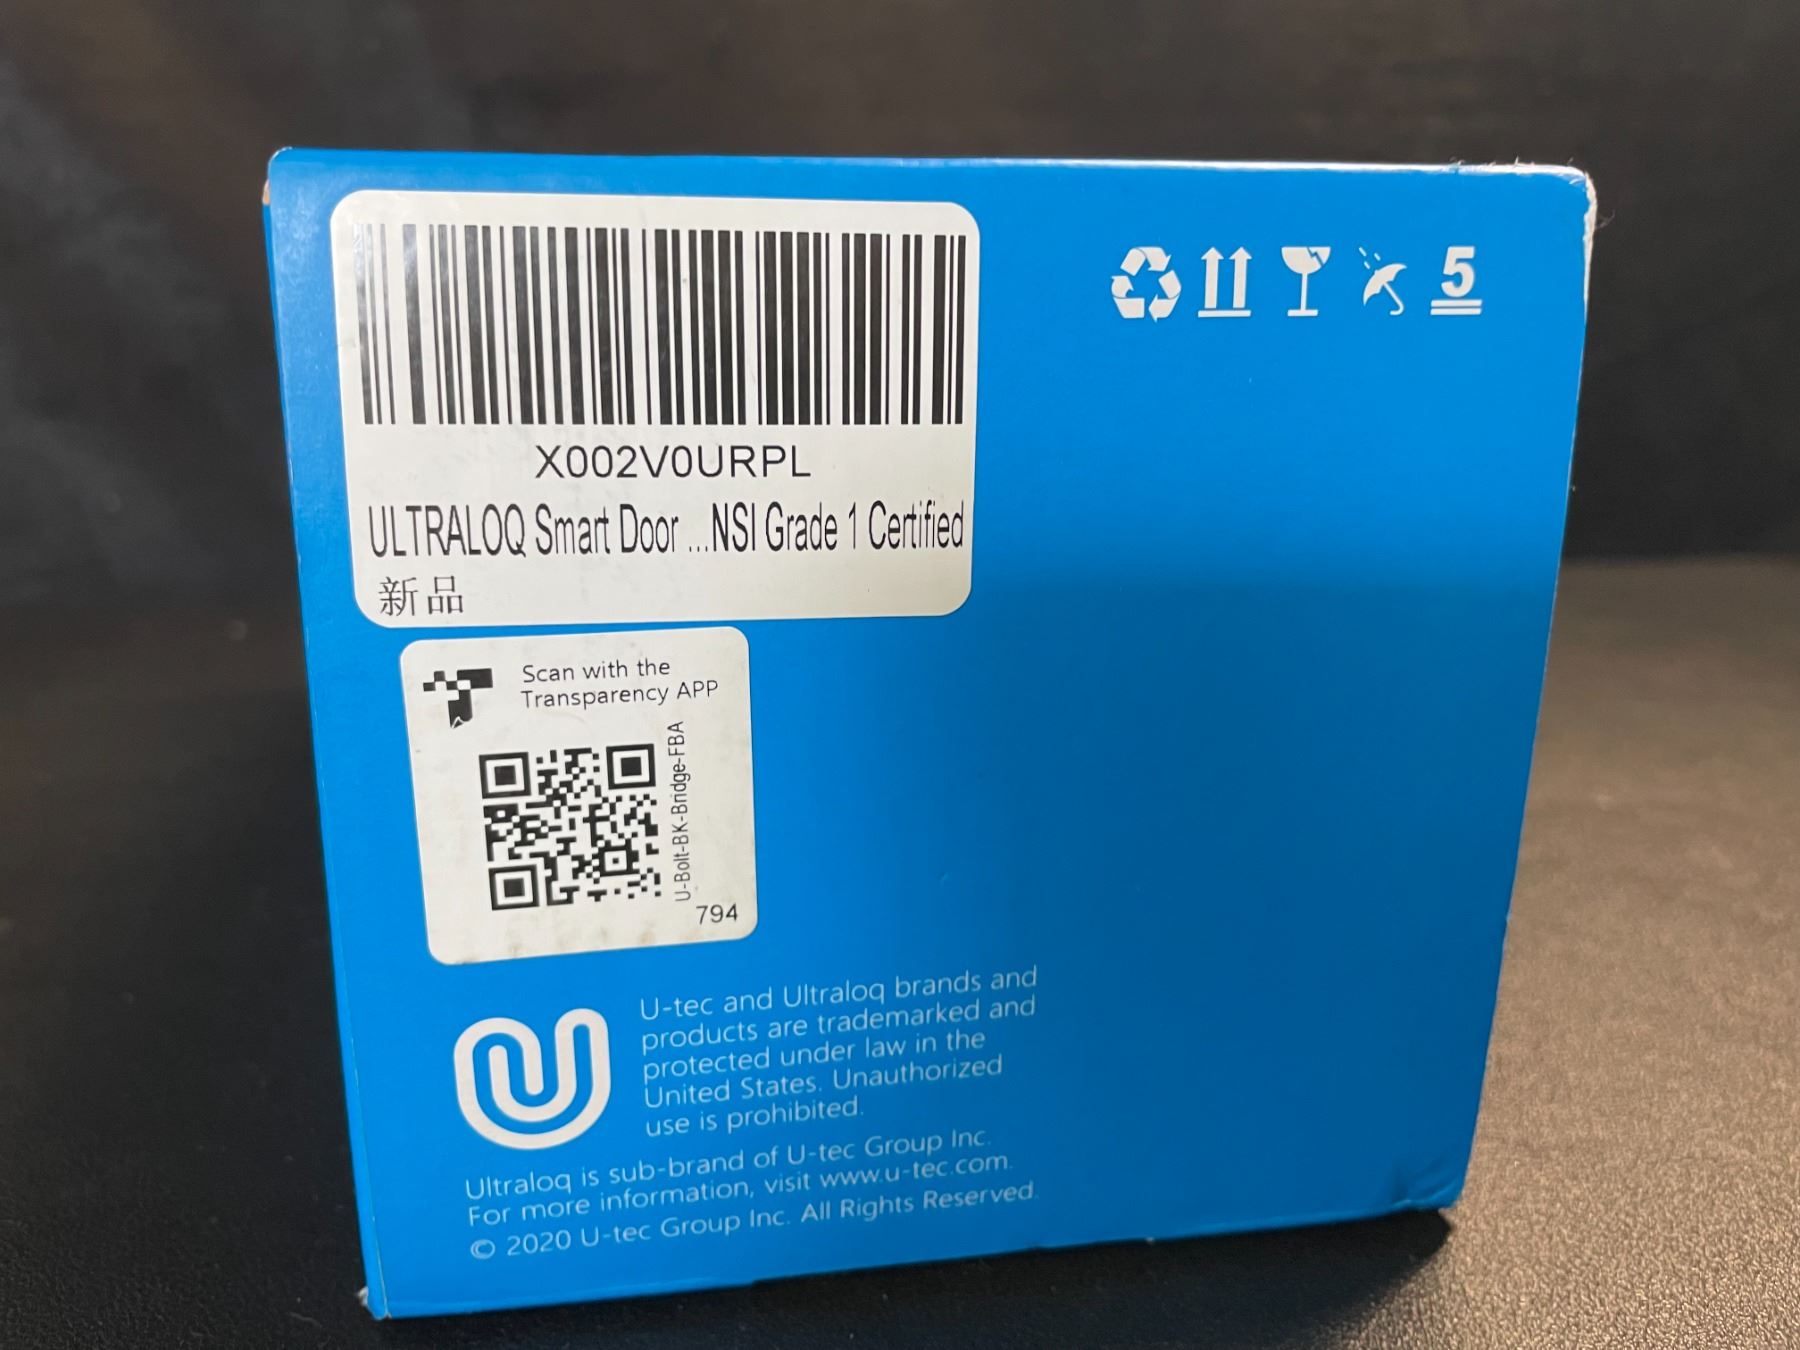 X002V0URPL
ULTRALOQ Smart Door ...NSI Grade 1 Certified
新品
5
Scan with the
Transparency APP
U-Bolt-BK-Bridge-FBA
794
U-tec and Ultraloq brands and
products are trademarked and
protected under law in the
United States. Unauthorized
use is prohibited.
Ultraloq is sub-brand of U-tec Group Inc.
For more information, visit www.u-tec.com.
© 2020 U-tec Group Inc. All Rights Reserved.